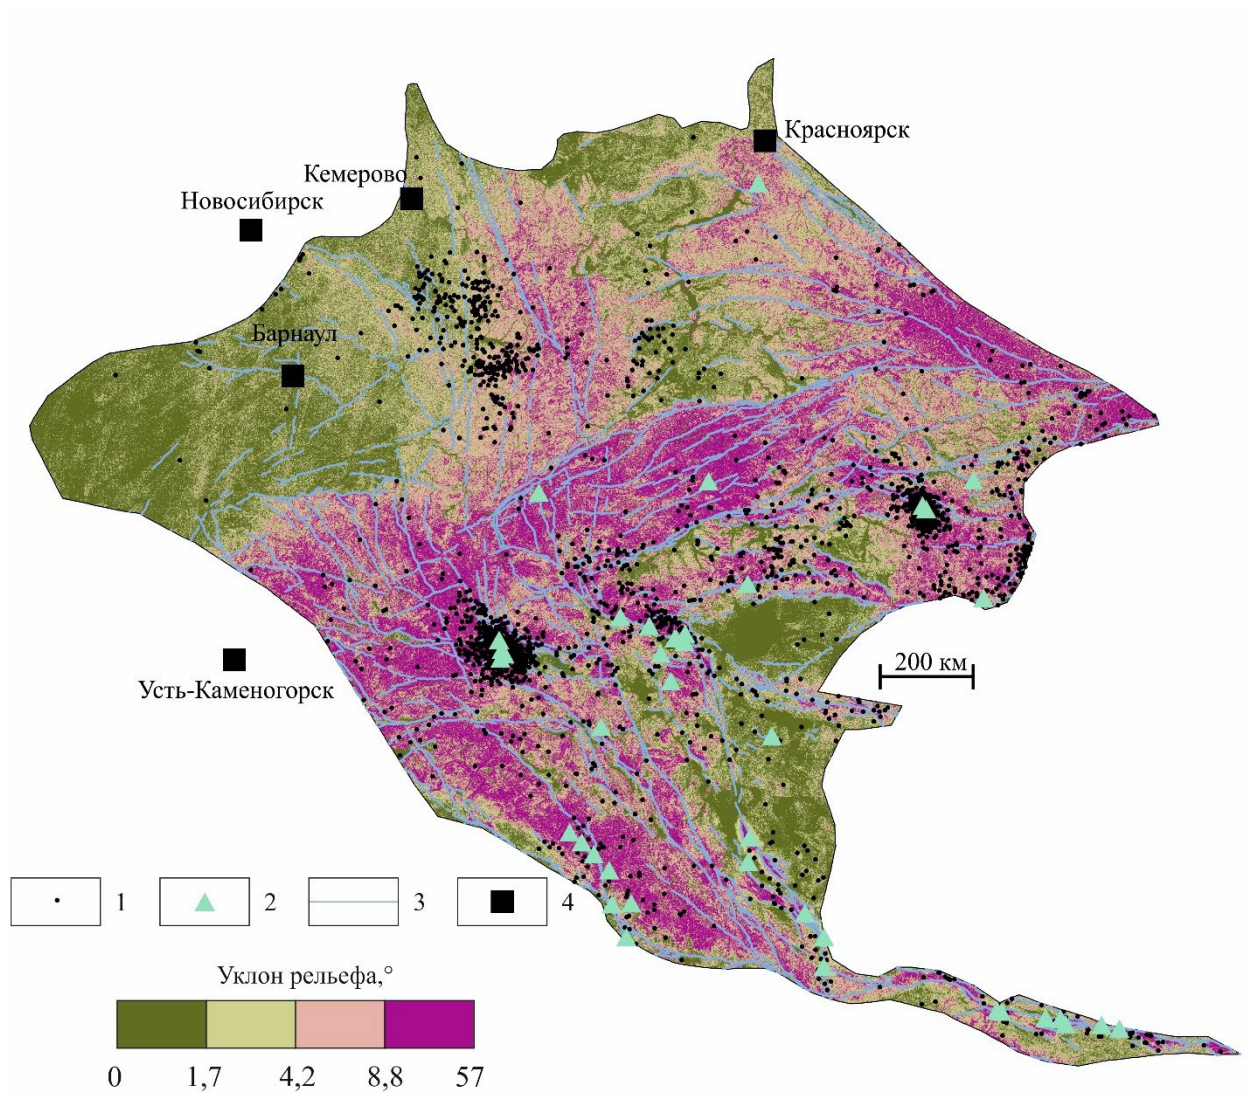 Красноярск
Кемерово
Новосибирск
Барнаул
200 км
Усть-Каменогорск
1
2
3
4
Уклон рельефа,°
0 1,7 4,2 8,8 57